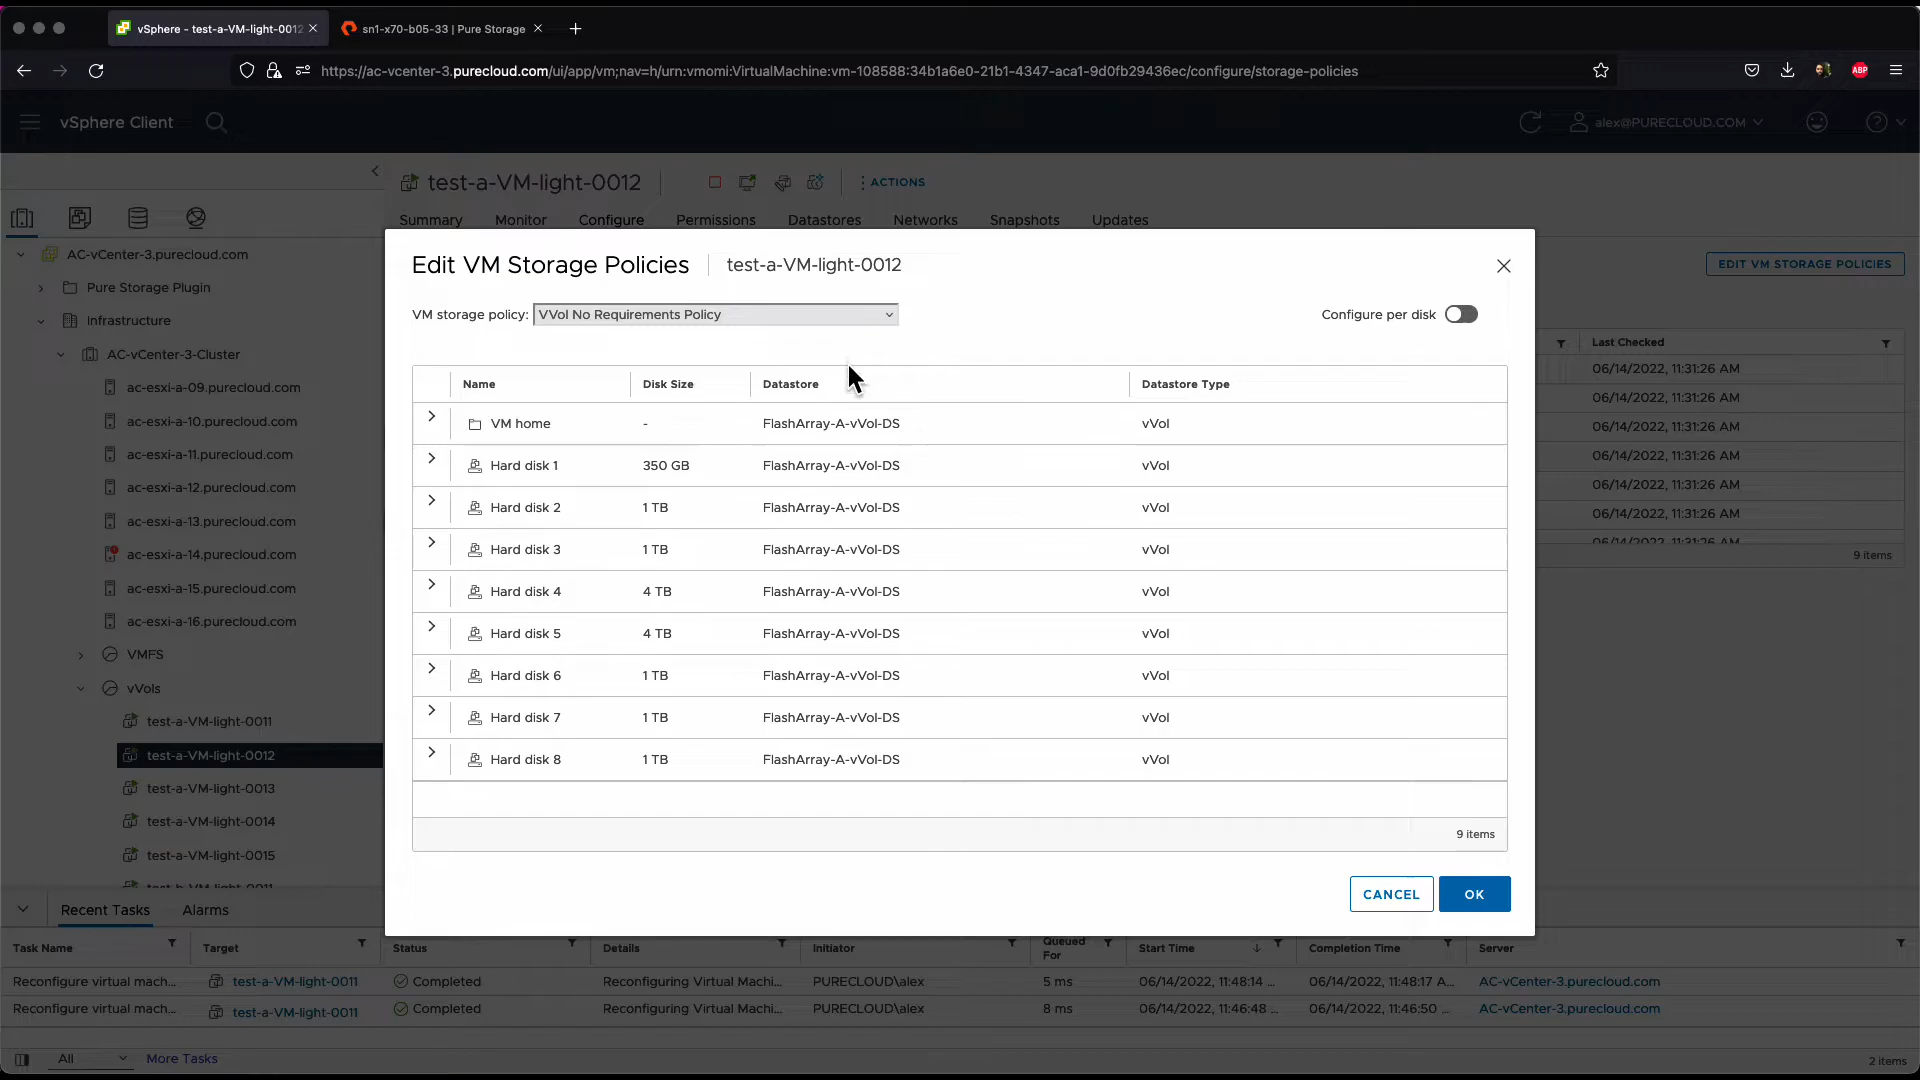 vSphere - test-a-VM-light-0012
sn1-x70-b05-33 | Pure Storage
https://ac-vcenter-3.purecloud.com/ui/app/vm;nav=h/urn:vmomi:VirtualMachine:vm-108588:34b1a6e0-21b1-4347-aca1-9d0fb29436ec/configure/storage-policies
ABP
vSphere Client
alex@PURECLOUD.COM
test-a-VM-light-0012
ACTIONS
Summary Monitor Configure Permissions Datastores Networks Snapshots Updates
AC-vCenter-3.purecloud.com
Pure Storage Plugin
Infrastructure
AC-vCenter-3-Cluster
ac-esxi-a-09.purecloud.com
ac-esxi-a-10.purecloud.com
ac-esxi-a-11.purecloud.com
ac-esxi-a-12.purecloud.com
ac-esxi-a-13.purecloud.com
ac-esxi-a-14.purecloud.com
ac-esxi-a-15.purecloud.com
ac-esxi-a-16.purecloud.com
VMFS
vVols
test-a-VM-light-0011
test-a-VM-light-0012
test-a-VM-light-0013
test-a-VM-light-0014
test-a-VM-light-0015
test-b-VM-light-0011
Edit VM Storage Policies test-a-VM-light-0012
VM storage policy: VVol No Requirements Policy
Configure per disk
Name Disk Size Datastore Datastore Type
VM home - FlashArray-A-vVol-DS vVol
Hard disk 1 350 GB FlashArray-A-vVol-DS vVol
Hard disk 2 1 TB FlashArray-A-vVol-DS vVol
Hard disk 3 1 TB FlashArray-A-vVol-DS vVol
Hard disk 4 4 TB FlashArray-A-vVol-DS vVol
Hard disk 5 4 TB FlashArray-A-vVol-DS vVol
Hard disk 6 1 TB FlashArray-A-vVol-DS vVol
Hard disk 7 1 TB FlashArray-A-vVol-DS vVol
Hard disk 8 1 TB FlashArray-A-vVol-DS vVol
9 items
CANCEL OK
EDIT VM STORAGE POLICIES
Last Checked
06/14/2022, 11:31:26 AM
06/14/2022, 11:31:26 AM
06/14/2022, 11:31:26 AM
06/14/2022, 11:31:26 AM
06/14/2022, 11:31:26 AM
06/14/2022, 11:31:26 AM
06/14/2022, 11:31:26 AM
9 items
Recent Tasks Alarms
Task Name Target Status Details Initiator Queued For Start Time Completion Time Server
Reconfigure virtual mach... test-a-VM-light-0011 Completed Reconfiguring Virtual Machi... PURECLOUD\alex 5 ms 06/14/2022, 11:48:14 ... 06/14/2022, 11:48:17 A... AC-vCenter-3.purecloud.com
Reconfigure virtual mach... test-a-VM-light-0011 Completed Reconfiguring Virtual Machi... PURECLOUD\alex 8 ms 06/14/2022, 11:46:48 ... 06/14/2022, 11:46:50 ... AC-vCenter-3.purecloud.com
All More Tasks
2 items